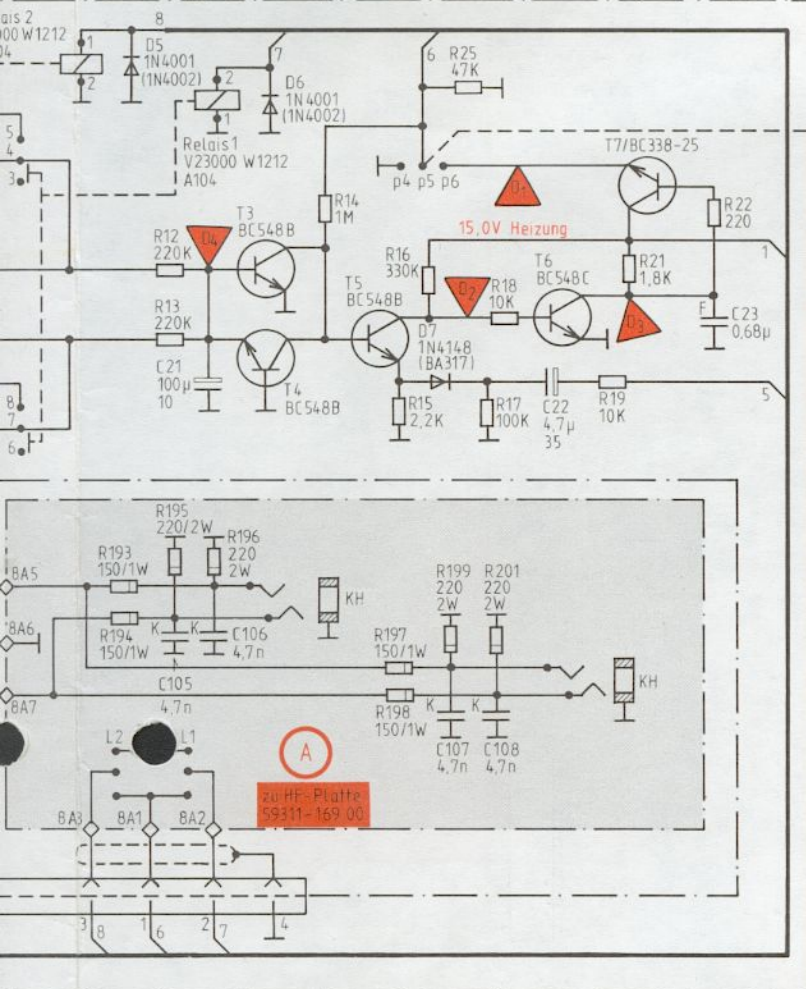 ais 2
00 W1212
04
8
1
2
D5
1N4001
(1N4002)
7
2
1
D6
1N4001
(1N4002)
Relais 1
V23000 W1212
A104
6
R25
47K
T7/BC338-25
p4 p5 p6
D1
R22
220
5
4
3
R14
1M
T3
BC548B
D4
R12
220K
15,0V Heizung
1
R16
330K
T6
BC548C
R21
1,8K
T5
BC548B
D2
R18
10K
D3
F
C23
0,68µ
R13
220K
D7
1N4148
(BA317)
C21
100µ
10
T4
BC548B
8
7
6
R15
2,2K
R17
100K
C22
4,7µ
35
R19
10K
5
R195
220/2W
R196
220
2W
R193
150/1W
8A5
KH
R199
220
2W
R201
220
2W
8A6
R194
150/1W
K
K
C106
4,7n
R197
150/1W
KH
8A7
C105
4,7n
R198
150/1W
K
K
C107
4,7n
C108
4,7n
L2
L1
A
zu HF-Platte
59311-169 00
8A3
8A1
8A2
3
8
1
6
2
7
4